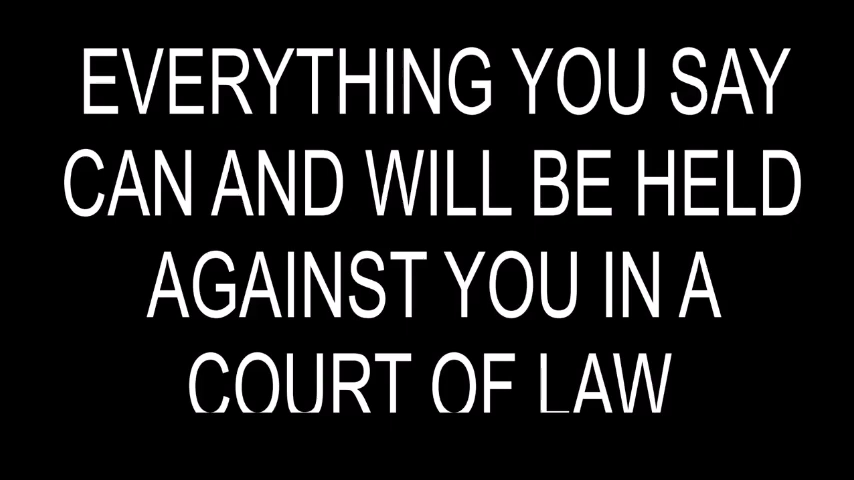 EVERYTHING YOU SAY
CAN AND WILL BE HELD
AGAINST YOU IN A
COURT OF LAW